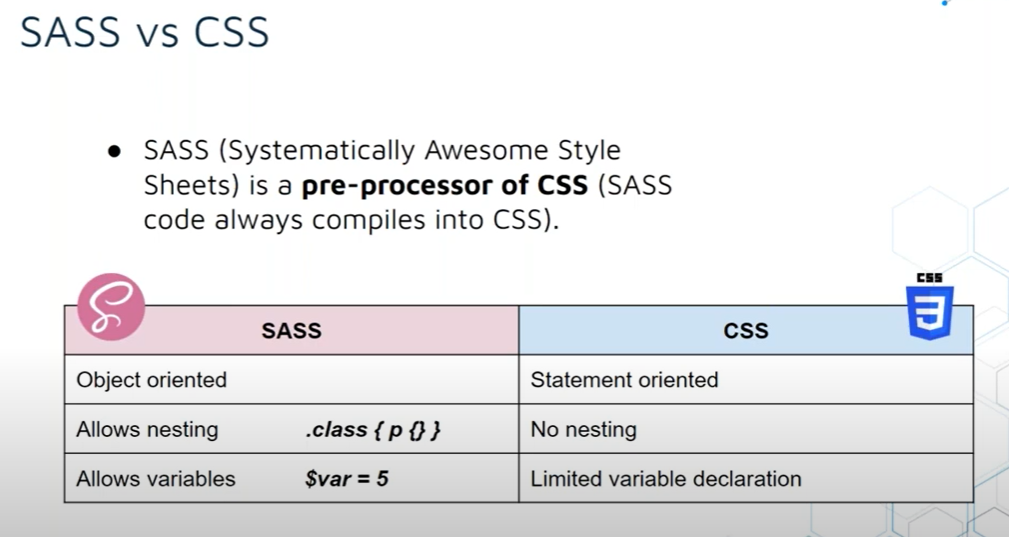 SASS vs CSS
● SASS (Systematically Awesome Style
Sheets) is a pre-processor of CSS (SASS
code always compiles into CSS).
CSS
3
SASS
CSS
Object oriented
Statement oriented
Allows nesting .class { p {} }
No nesting
Allows variables $var = 5
Limited variable declaration